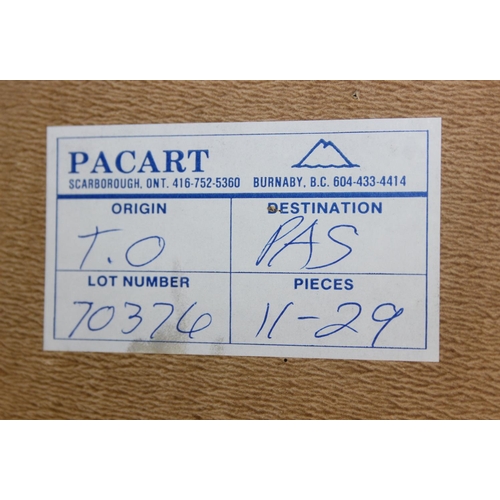 PACART
SCARBOROUGH, ONT. 416-752-5360 BURNABY, B.C. 604-433-4414
ORIGIN DESTINATION
T.O PAS
LOT NUMBER PIECES
70376 11-29